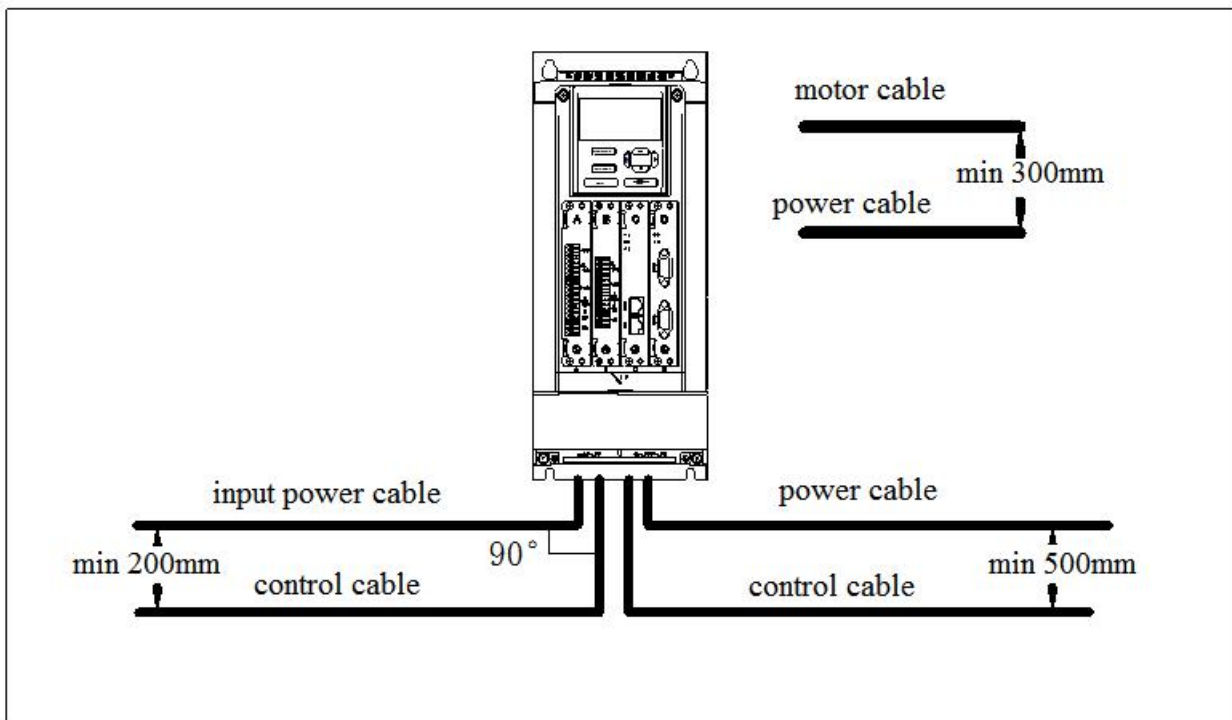 motor cable
min 300mm
power cable
A B C D
input power cable
power cable
90°
min 200mm
min 500mm
control cable
control cable